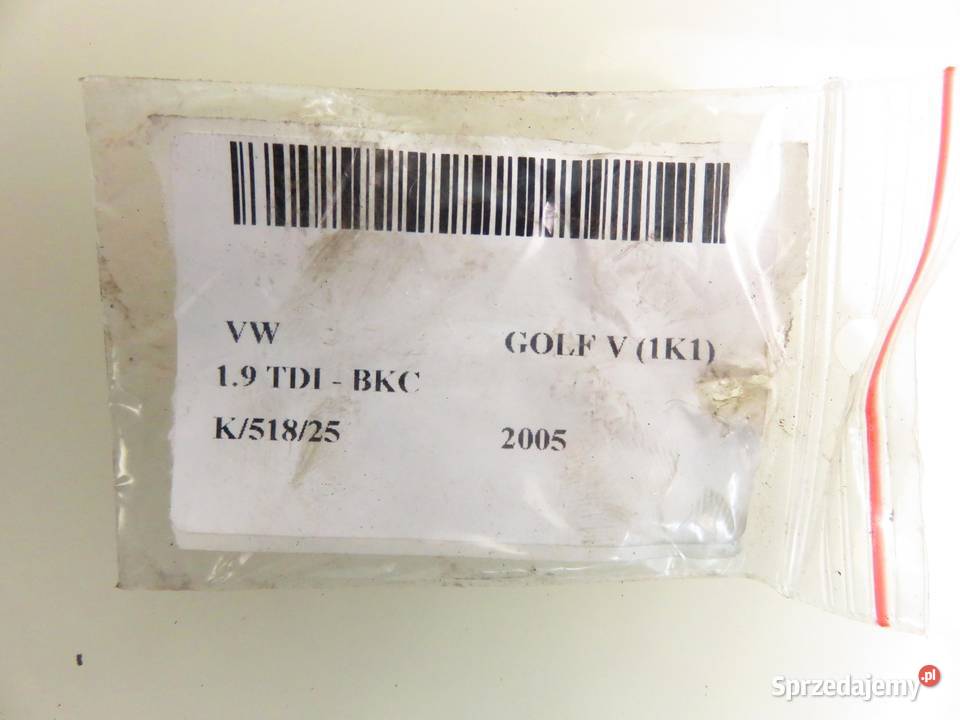 VW GOLF V (1K1)
1.9 TDI - BKC
K/518/25 2005
Sprzedajemy.pl